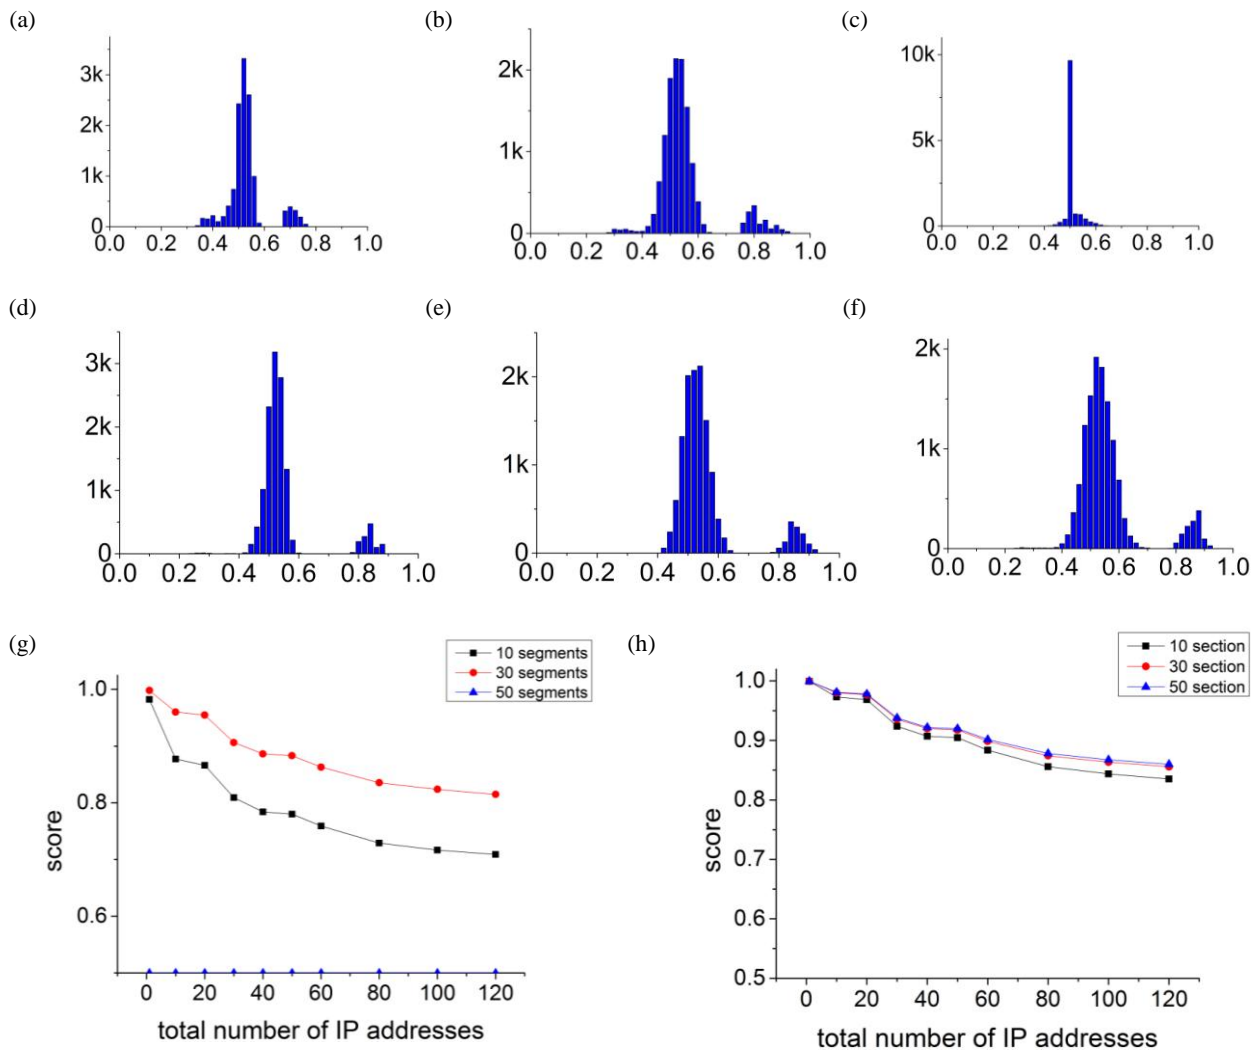 (a)
3k
2k
1k
0
0.0 0.2 0.4 0.6 0.8 1.0
(b)
2k
1k
0
0.0 0.2 0.4 0.6 0.8 1.0
(c)
10k
5k
0
0.0 0.2 0.4 0.6 0.8 1.0
(d)
3k
2k
1k
0
0.0 0.2 0.4 0.6 0.8 1.0
(e)
2k
1k
0
0.0 0.2 0.4 0.6 0.8 1.0
(f)
2k
1k
0
0.0 0.2 0.4 0.6 0.8 1.0
(g)
10 segments
30 segments
50 segments
1.0
0.8
0.6
score
0 20 40 60 80 100 120
total number of IP addresses
(h)
10 section
30 section
50 section
1.0
0.9
0.8
0.7
0.6
0.5
score
0 20 40 60 80 100 120
total number of IP addresses